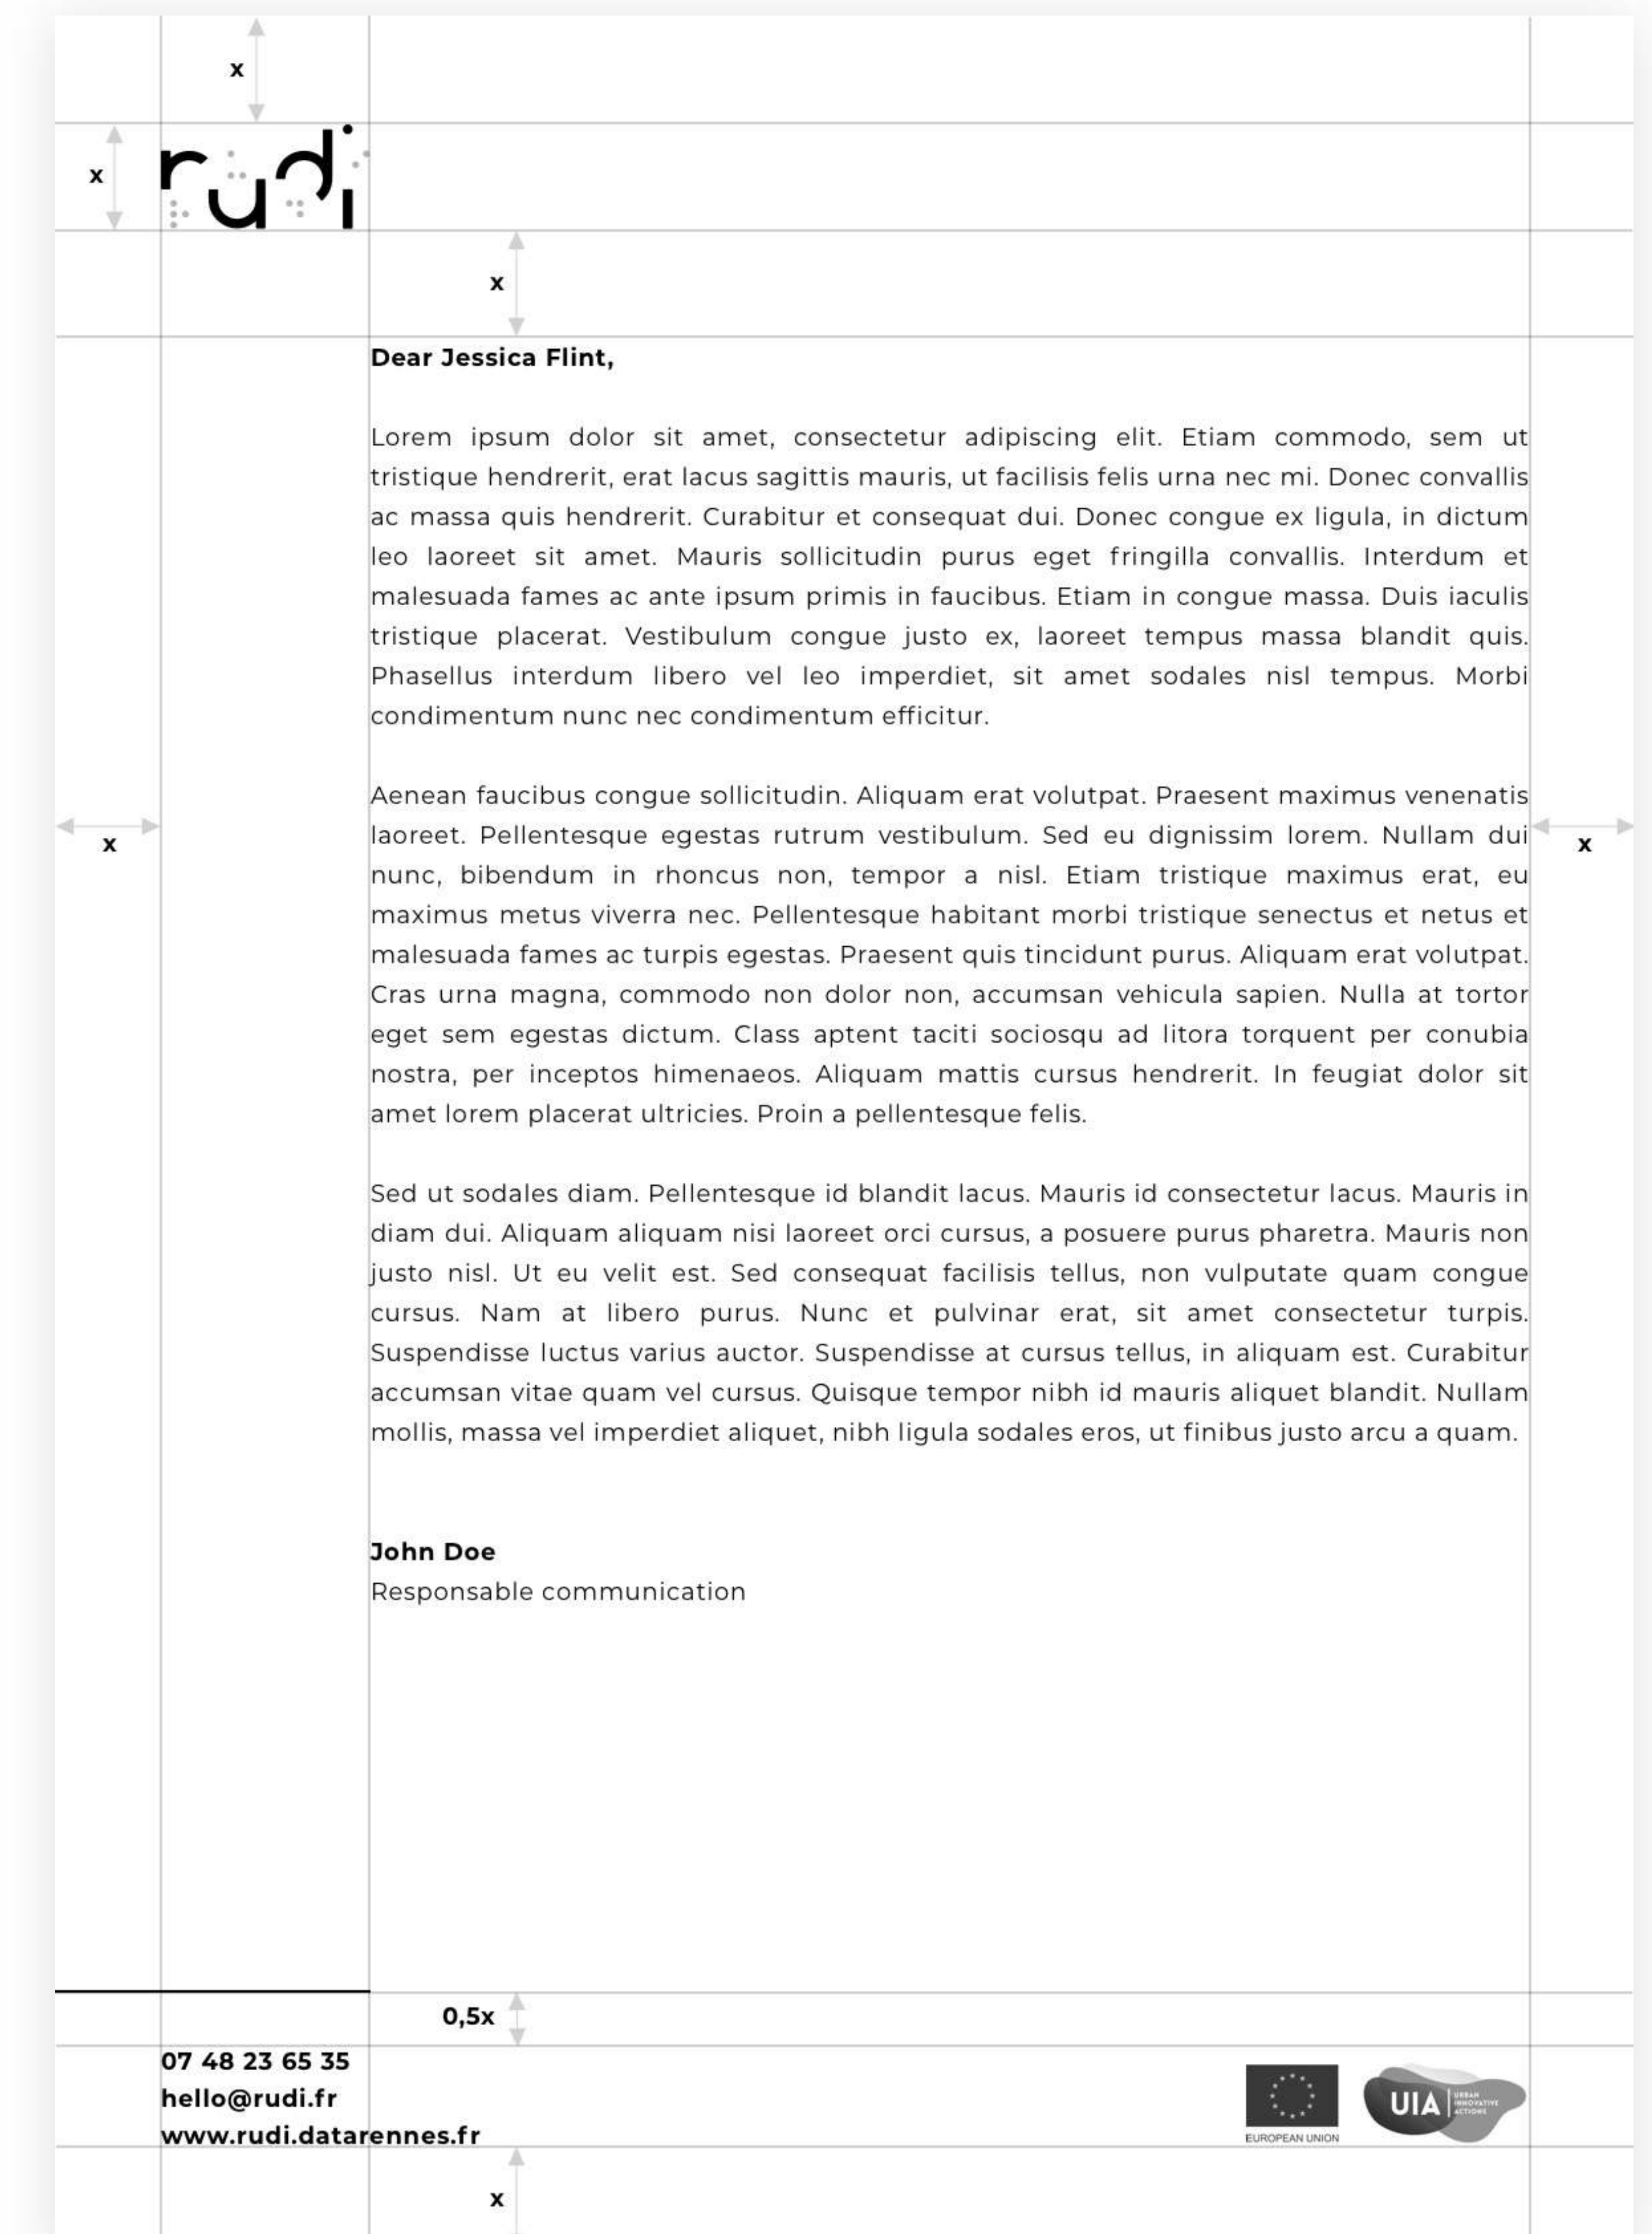 x
x
rudi
x
Dear Jessica Flint,
Lorem ipsum dolor sit amet, consectetur adipiscing elit. Etiam commodo, sem ut
tristique hendrerit, erat lacus sagittis mauris, ut facilisis felis urna nec mi. Donec convallis
ac massa quis hendrerit. Curabitur et consequat dui. Donec congue ex ligula, in dictum
leo laoreet sit amet. Mauris sollicitudin purus eget fringilla convallis. Interdum et
malesuada fames ac ante ipsum primis in faucibus. Etiam in congue massa. Duis iaculis
tristique placerat. Vestibulum congue justo ex, laoreet tempus massa blandit quis.
Phasellus interdum libero vel leo imperdiet, sit amet sodales nisl tempus. Morbi
condimentum nunc nec condimentum efficitur.
Aenean faucibus congue sollicitudin. Aliquam erat volutpat. Praesent maximus venenatis
laoreet. Pellentesque egestas rutrum vestibulum. Sed eu dignissim lorem. Nullam dui
nunc, bibendum in rhoncus non, tempor a nisl. Etiam tristique maximus erat, eu
maximus metus viverra nec. Pellentesque habitant morbi tristique senectus et netus et
malesuada fames ac turpis egestas. Praesent quis tincidunt purus. Aliquam erat volutpat.
Cras urna magna, commodo non dolor non, accumsan vehicula sapien. Nulla at tortor
eget sem egestas dictum. Class aptent taciti sociosqu ad litora torquent per conubia
nostra, per inceptos himenaeos. Aliquam mattis cursus hendrerit. In feugiat dolor sit
amet lorem placerat ultricies. Proin a pellentesque felis.
x
x
Sed ut sodales diam. Pellentesque id blandit lacus. Mauris id consectetur lacus. Mauris in
diam dui. Aliquam aliquam nisi laoreet orci cursus, a posuere purus pharetra. Mauris non
justo nisl. Ut eu velit est. Sed consequat facilisis tellus, non vulputate quam congue
cursus. Nam at libero purus. Nunc et pulvinar erat, sit amet consectetur turpis.
Suspendisse luctus varius auctor. Suspendisse at cursus tellus, in aliquam est. Curabitur
accumsan vitae quam vel cursus. Quisque tempor nibh id mauris aliquet blandit. Nullam
mollis, massa vel imperdiet aliquet, nibh ligula sodales eros, ut finibus justo arcu a quam.
John Doe
Responsable communication
0,5x
07 48 23 65 35
hello@rudi.fr
www.rudi.datarennes.fr
EUROPEAN UNION
UIA
URBAN
INNOVATIVE
ACTIONS
x